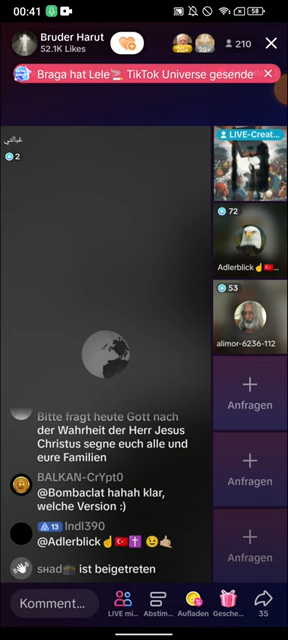 00:41
58
Bruder Harut
52.1K Likes
20+
20+
210
Braga hat Lele TikTok Universe gesendet
غيالتي
2
LIVE-Creat...
72
Adlerblick☝🇹🇷...
53
alimor-6236-112
Anfragen
Anfragen
Anfragen
Bitte fragt heute Gott nach
der Wahrheit der Herr Jesus
Christus segne euch alle und
eure Familien
BALKAN-CrYpt0
@Bombaclat hahah klar,
welche Version :)
13 lndl390
@Adlerblick☝🇹🇷✝️ 😉🤙
sʜad🕋 ist beigetreten
Komment...
LIVE mi...
Abstim...
Aufladen
Gesche...
35